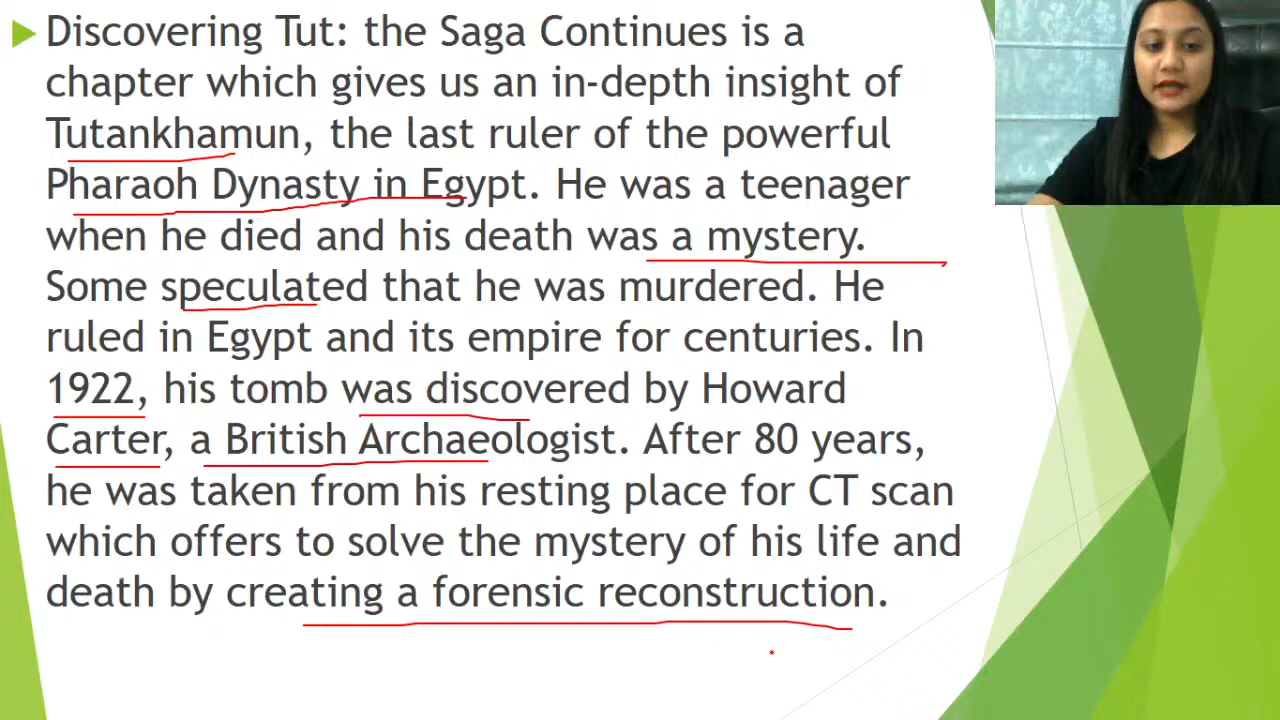 Discovering Tut: the Saga Continues is a
chapter which gives us an in-depth insight of
Tutankhamun, the last ruler of the powerful
Pharaoh Dynasty in Egypt. He was a teenager
when he died and his death was a mystery.
Some speculated that he was murdered. He
ruled in Egypt and its empire for centuries. In
1922, his tomb was discovered by Howard
Carter, a British Archaeologist. After 80 years,
he was taken from his resting place for CT scan
which offers to solve the mystery of his life and
death by creating a forensic reconstruction.